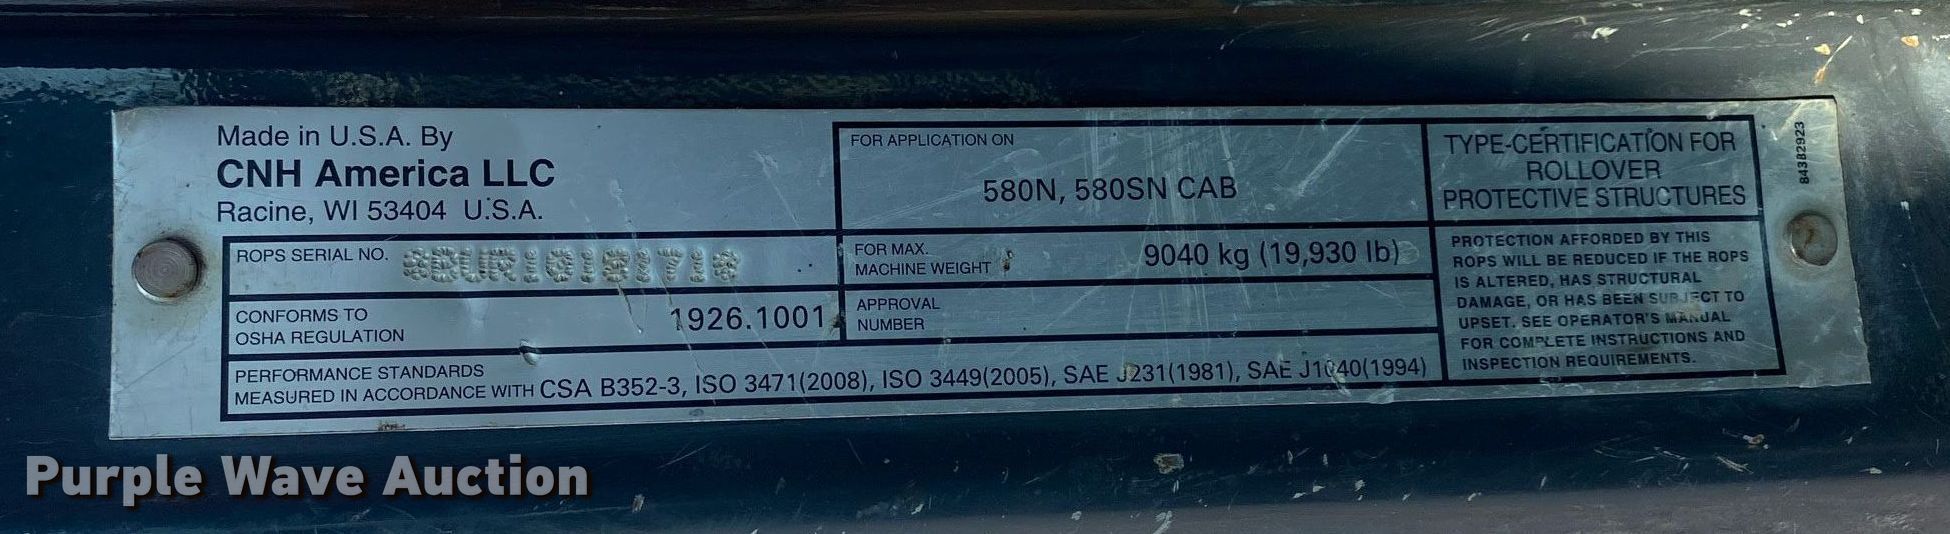 Made in U.S.A. By
CNH America LLC
Racine, WI 53404 U.S.A.
FOR APPLICATION ON
580N, 580SN CAB
TYPE-CERTIFICATION FOR
ROLLOVER
PROTECTIVE STRUCTURES
84382923
ROPS SERIAL NO.
FOR MAX.
MACHINE WEIGHT
9040 kg (19,930 lb)
CONFORMS TO
OSHA REGULATION
1926.1001
APPROVAL
NUMBER
PROTECTION AFFORDED BY THIS
ROPS WILL BE REDUCED IF THE ROPS
IS ALTERED, HAS STRUCTURAL
DAMAGE, OR HAS BEEN SUBJECT TO
UPSET. SEE OPERATOR'S MANUAL
FOR COMPLETE INSTRUCTIONS AND
INSPECTION REQUIREMENTS.
PERFORMANCE STANDARDS
MEASURED IN ACCORDANCE WITH CSA B352-3, ISO 3471(2008), ISO 3449(2005), SAE J231(1981), SAE J1040(1994)
Purple Wave Auction